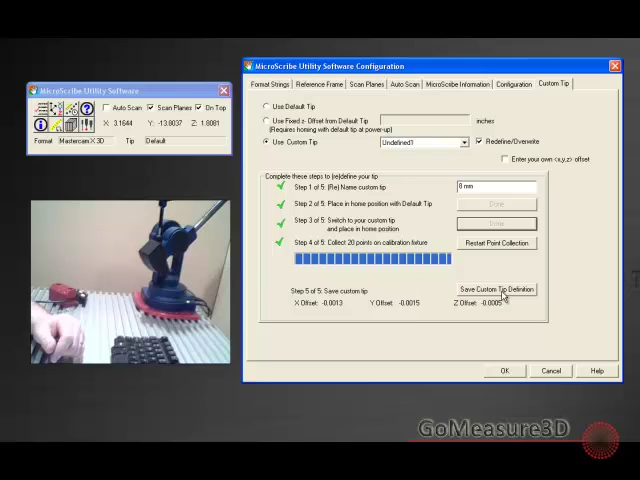 MicroScribe Utility Software Configuration
MicroScribe Utility Software
Format Strings Reference Frame Scan Planes Auto Scan MicroScribe Information Configuration Custom Tip
Auto Scan Scan Planes On Top
X: 3.1644 Y: -13.8037 Z: 1.8081
Format Mastercam X 3D Tip Default
Use Default Tip
Use Fixed z- Offset from Default Tip inches
(Requires homing with default tip at power-up)
Use Custom Tip Undefined1 Redefine/Overwrite
Enter your own <x,y,z> offset
Complete these steps to (re)define your tip
Step 1 of 5: (Re) Name custom tip 8 mm
Step 2 of 5: Place in home position with Default Tip Done
Step 3 of 5: Switch to your custom tip
and place in home position Done
Step 4 of 5: Collect 20 points on calibration fixture Restart Point Collection
Step 5 of 5: Save custom tip Save Custom Tip Definition
X Offset: -0.0013 Y Offset: -0.0015 Z Offset: -0.0005
OK Cancel Help
GoMeasure3D